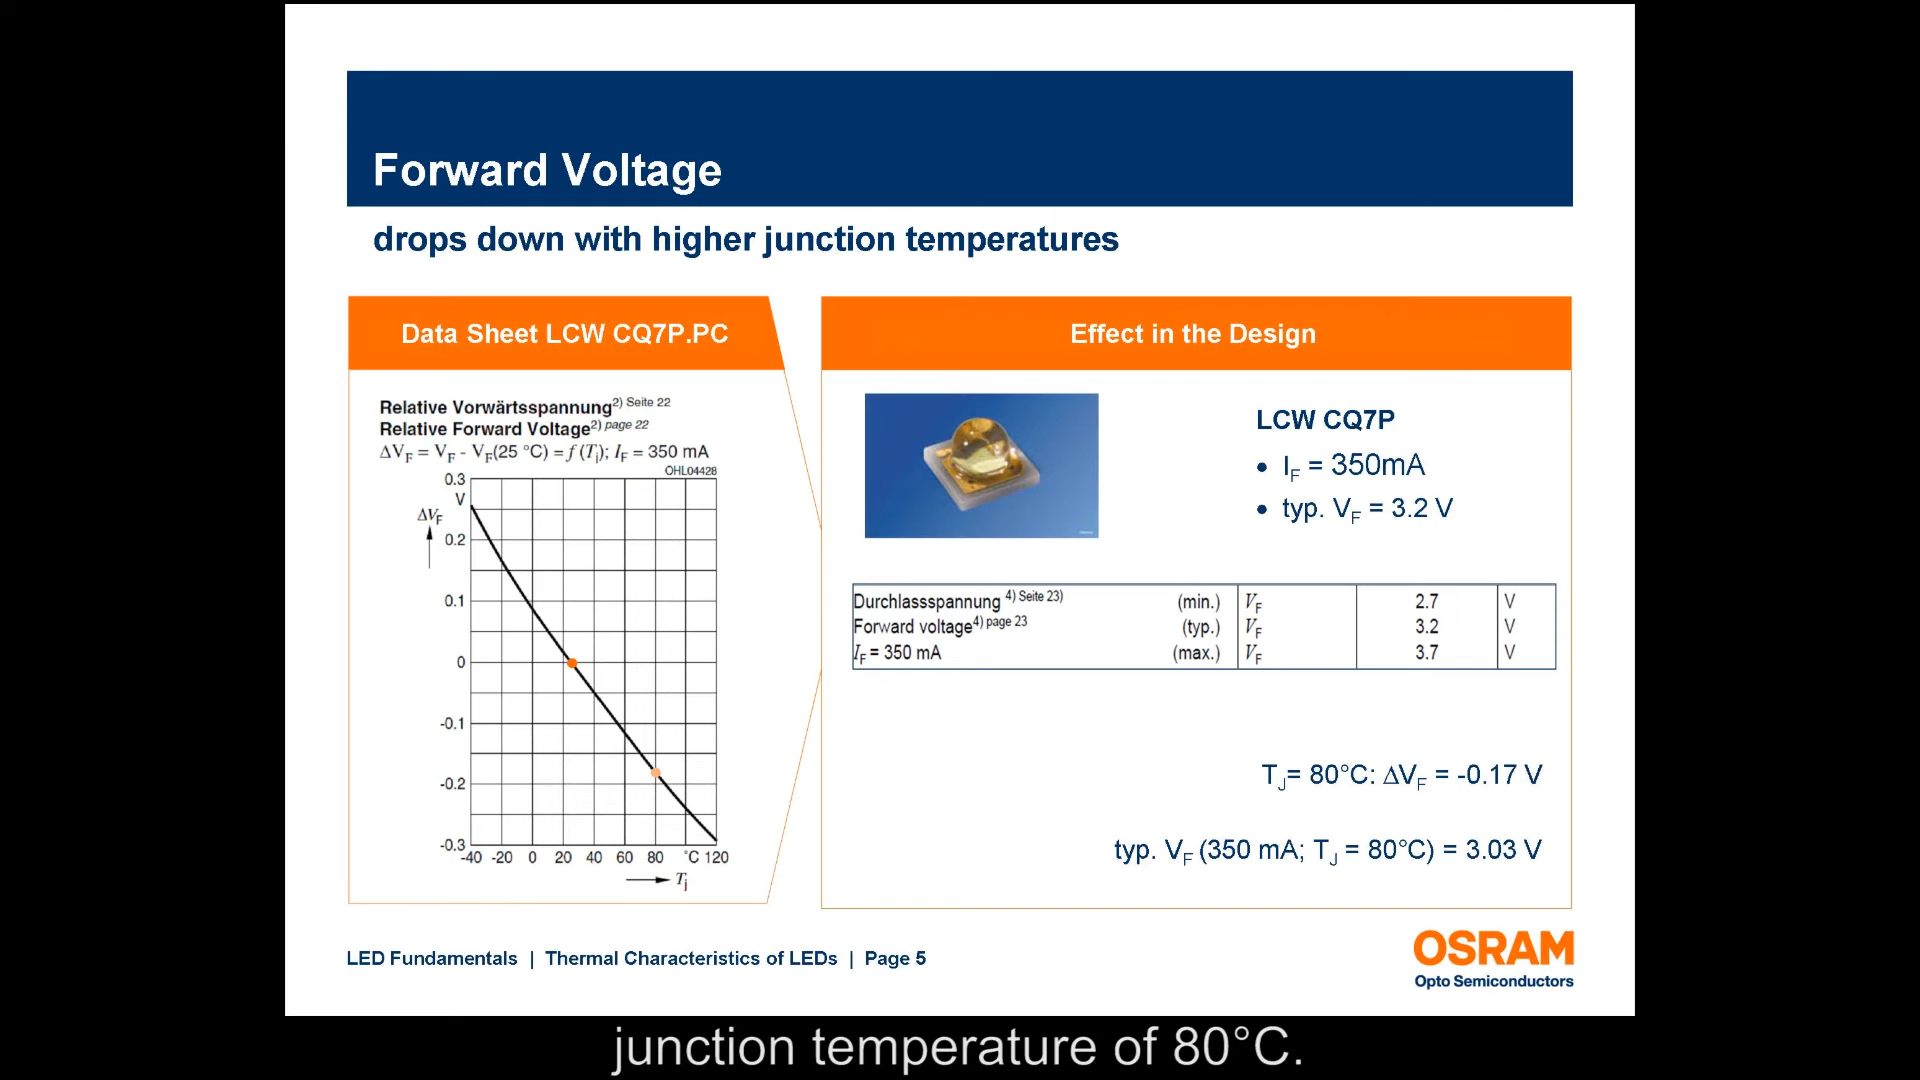 Forward Voltage
drops down with higher junction temperatures
Data Sheet LCW CQ7P.PC
Relative Vorwärtsspannung2) Seite 22
Relative Forward Voltage2) page 22
ΔVF = VF - VF(25 °C) = f (Tj); IF = 350 mA
OHL04428
0.3
V
ΔVF
0.2
0.1
0
-0.1
-0.2
-0.3
-40 -20 0 20 40 60 80 °C 120
Tj
Effect in the Design
LCW CQ7P
• IF = 350mA
• typ. VF = 3.2 V
Durchlassspannung 4) Seite 23) (min.) VF 2.7 V
Forward voltage4) page 23 (typ.) VF 3.2 V
IF = 350 mA (max.) VF 3.7 V
TJ= 80°C: ΔVF = -0.17 V
typ. VF (350 mA; TJ = 80°C) = 3.03 V
LED Fundamentals | Thermal Characteristics of LEDs | Page 5
OSRAM
Opto Semiconductors
junction temperature of 80°C.